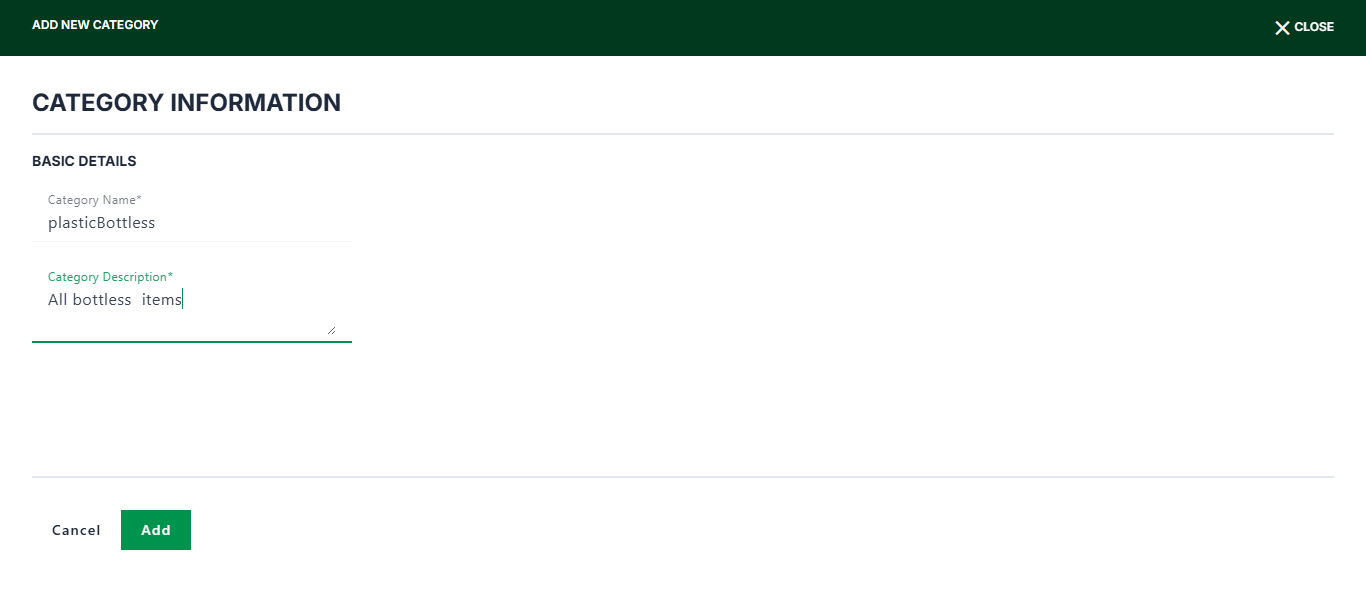 ADD NEW CATEGORY
CLOSE
CATEGORY INFORMATION
BASIC DETAILS
Category Name*
plasticBottless
Category Description*
All bottless  items
Cancel
Add